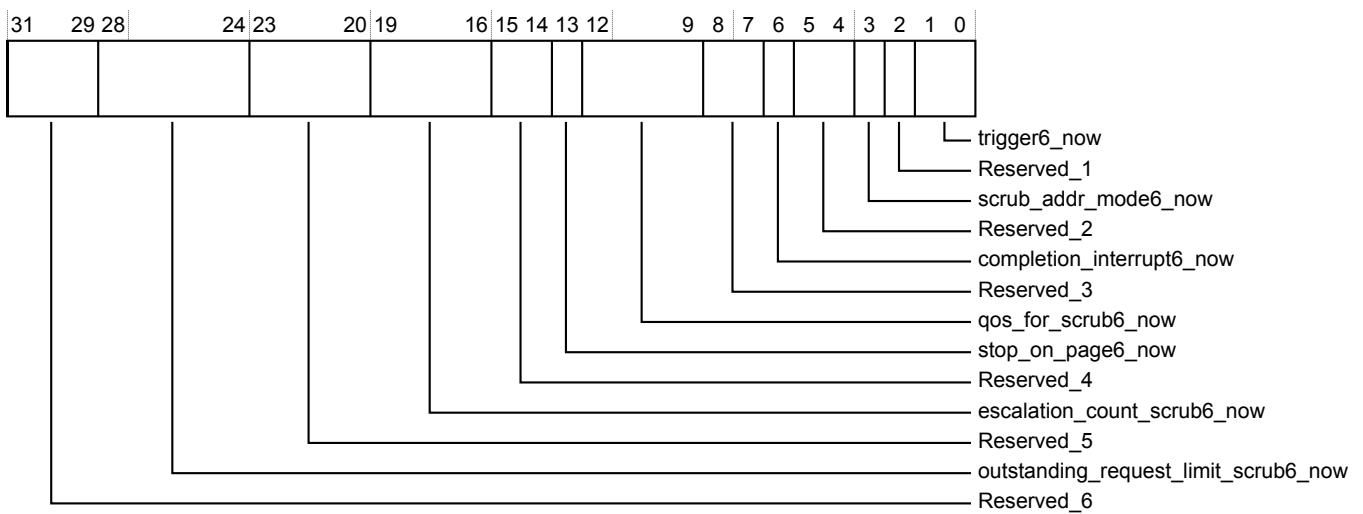 31 29 28 24 23 20 19 16 15 14 13 12 9 8 7 6 5 4 3 2 1 0
trigger6_now
Reserved_1
scrub_addr_mode6_now
Reserved_2
completion_interrupt6_now
Reserved_3
qos_for_scrub6_now
stop_on_page6_now
Reserved_4
escalation_count_scrub6_now
Reserved_5
outstanding_request_limit_scrub6_now
Reserved_6